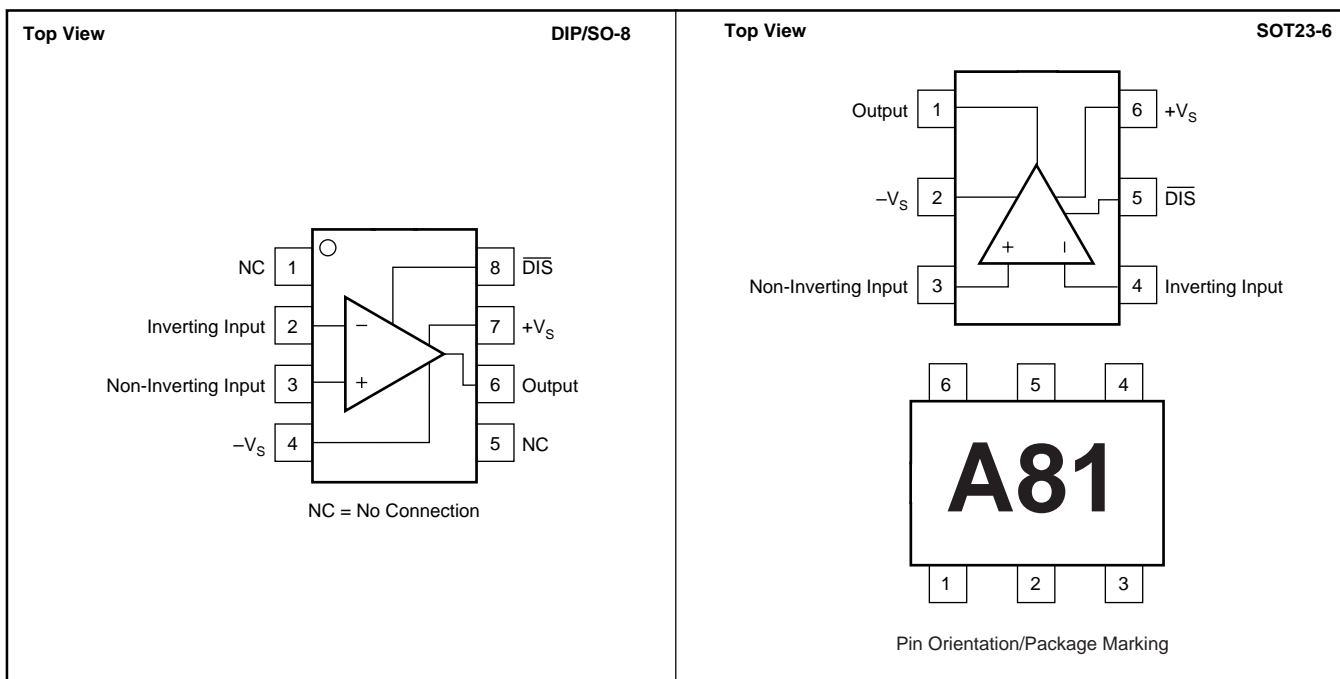 Top View
DIP/SO-8
NC 1
8 DIS
Inverting Input 2
7 +VS
Non-Inverting Input 3
6 Output
–VS 4
5 NC
−
+
NC = No Connection
Top View
SOT23-6
Output 1
6 +VS
–VS 2
5 DIS
Non-Inverting Input 3
4 Inverting Input
+ −
6 5 4
A81
1 2 3
Pin Orientation/Package Marking